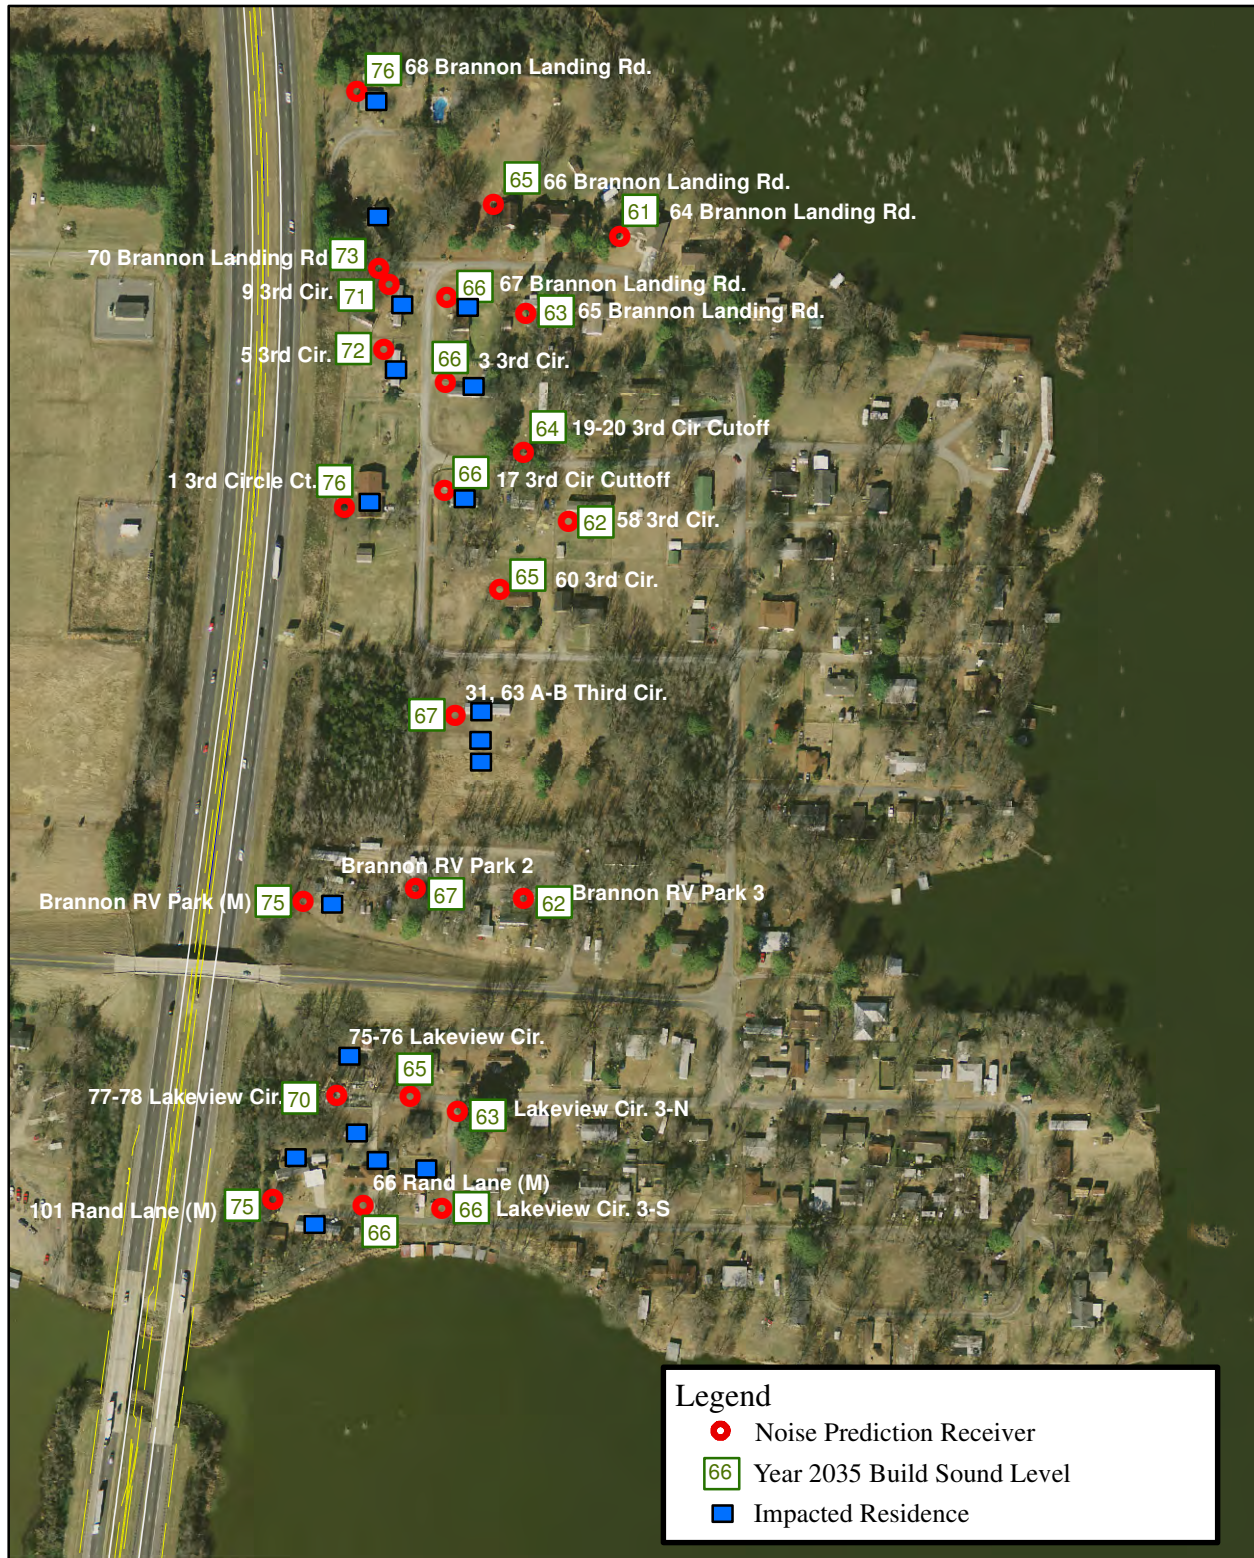 76 68 Brannon Landing Rd.
65 66 Brannon Landing Rd.
61 64 Brannon Landing Rd.
70 Brannon Landing Rd 73
9 3rd Cir. 71
66 67 Brannon Landing Rd.
63 65 Brannon Landing Rd.
5 3rd Cir. 72
66 3 3rd Cir.
64 19-20 3rd Cir Cutoff
1 3rd Circle Ct. 76
66 17 3rd Cir Cuttoff
62 58 3rd Cir.
65 60 3rd Cir.
31, 63 A-B Third Cir.
67
Brannon RV Park 2
67
Brannon RV Park (M) 75
62 Brannon RV Park 3
75-76 Lakeview Cir.
65
77-78 Lakeview Cir. 70
63 Lakeview Cir. 3-N
66 Rand Lane (M)
66
101 Rand Lane (M) 75
66 Lakeview Cir. 3-S
Legend
Noise Prediction Receiver
66 Year 2035 Build Sound Level
Impacted Residence